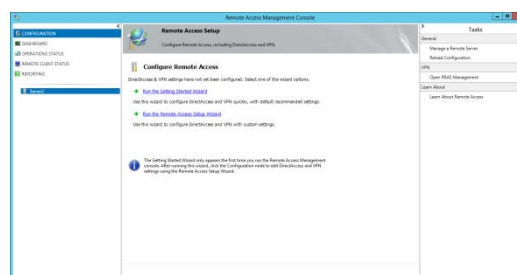 Remote Access Management Console
CONFIGURATION
DASHBOARD
OPERATIONS STATUS
REMOTE CLIENT STATUS
REPORTING
Server2
Remote Access Setup
Configure Remote Access, including DirectAccess and VPN.
Configure Remote Access
DirectAccess & VPN settings have not yet been configured. Select one of the wizard options.
Run the Getting Started Wizard
Use this wizard to configure DirectAccess and VPN quickly, with default recommended settings.
Run the Remote Access Setup Wizard
Use this wizard to configure DirectAccess and VPN with custom settings.
The Getting Started Wizard only appears the first time you run the Remote Access Management
console. After running this wizard, click the Configuration node to edit DirectAccess and VPN
settings using the Remote Access Setup Wizard.
Tasks
General
Manage a Remote Server
Reload Configuration
VPN
Open RRAS Management
Learn About
Learn About Remote Access